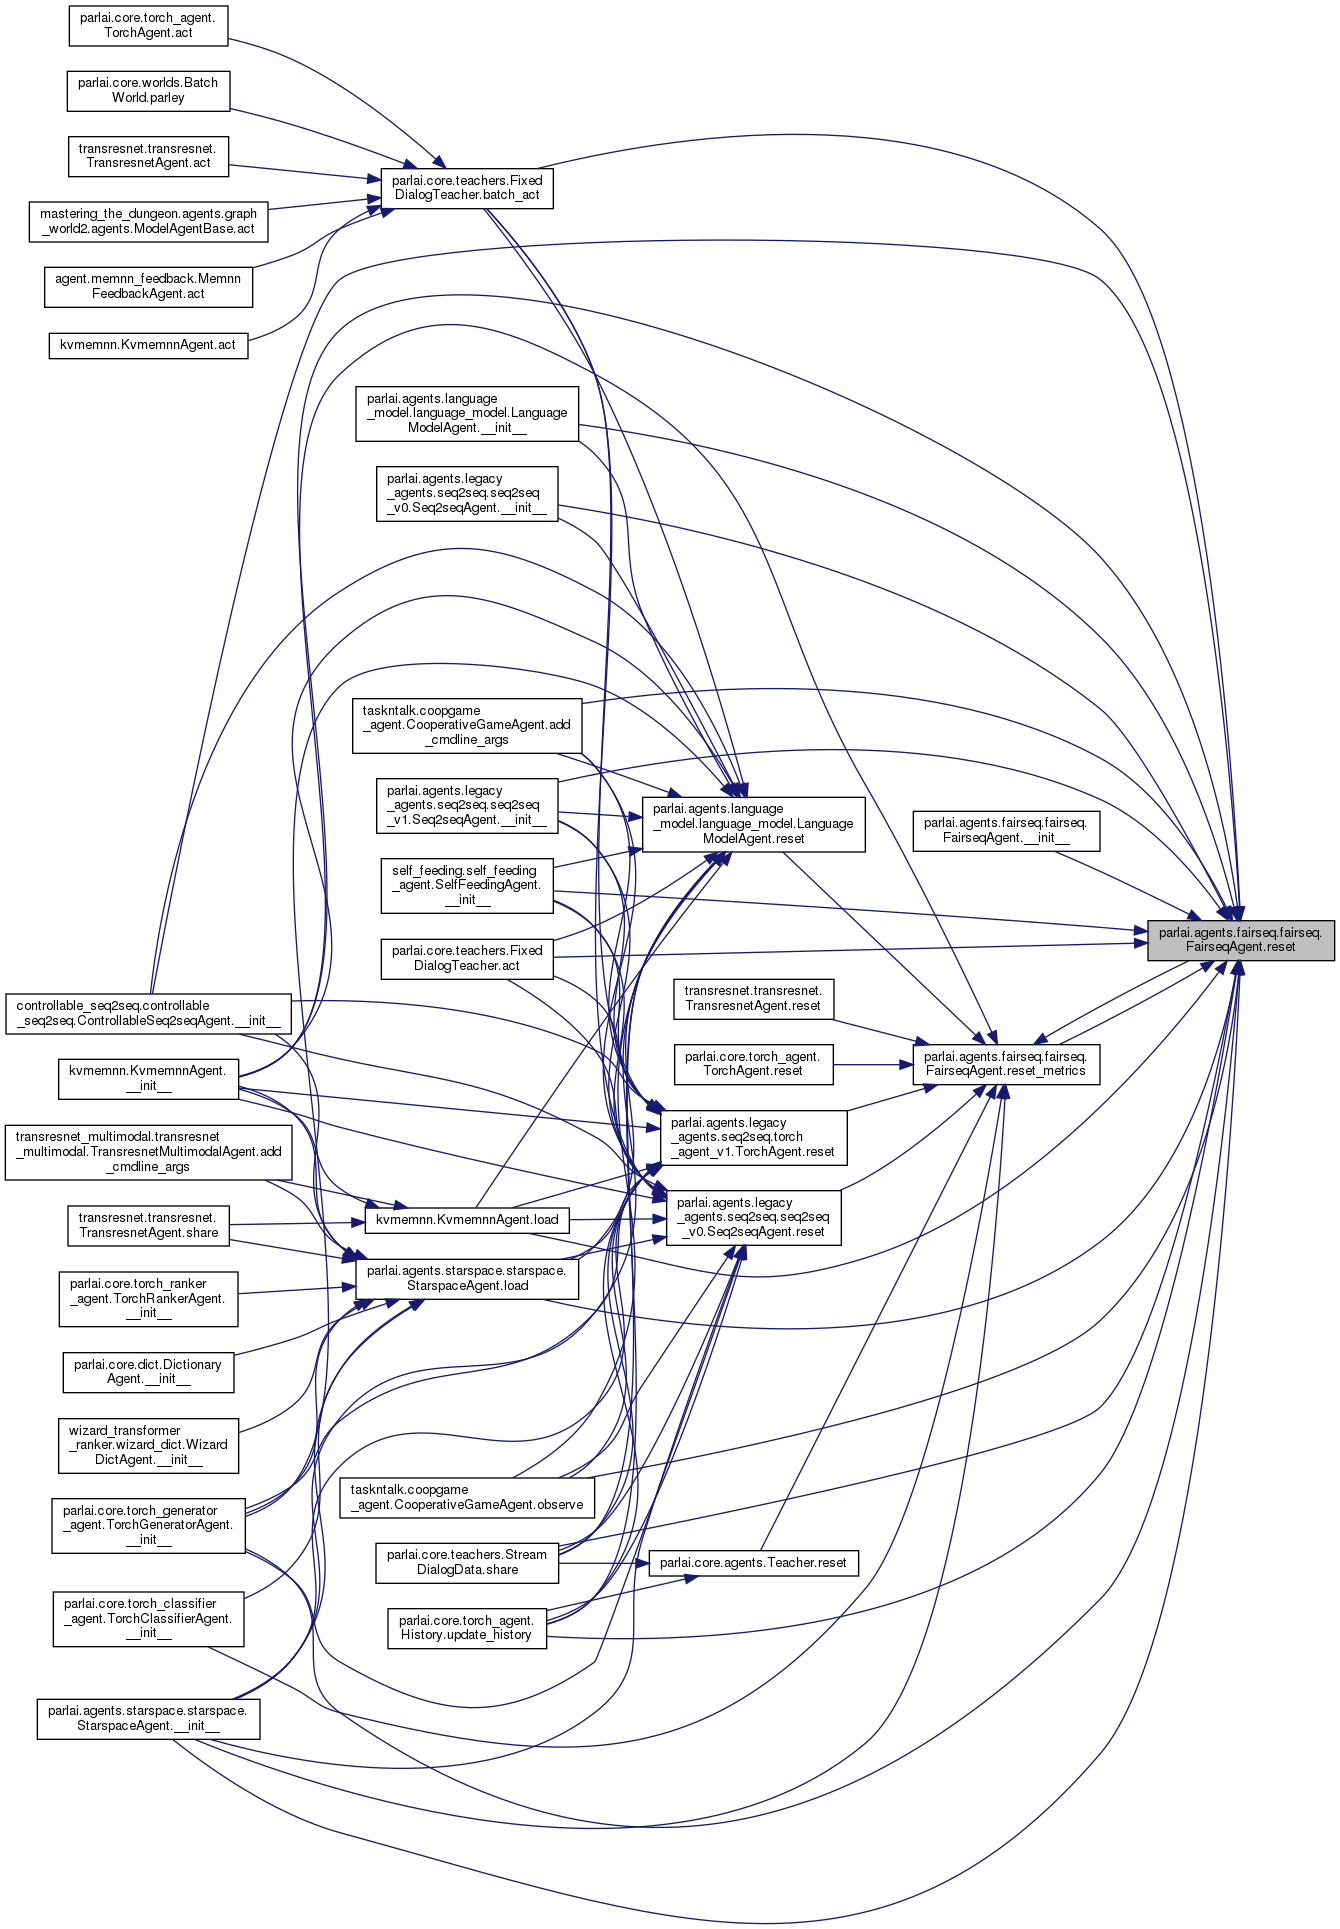 parlai.core.torch_agent.
TorchAgent.act
parlai.core.worlds.Batch
World.parley
transresnet.transresnet.
TransresnetAgent.act
parlai.core.teachers.Fixed
DialogTeacher.batch_act
mastering_the_dungeon.agents.graph
_world2.agents.ModelAgentBase.act
agent.memnn_feedback.Memnn
FeedbackAgent.act
kvmemnn.KvmemnnAgent.act
parlai.agents.language
_model.language_model.Language
ModelAgent.__init__
parlai.agents.legacy
_agents.seq2seq.seq2seq
_v0.Seq2seqAgent.__init__
taskntalk.coopgame
_agent.CooperativeGameAgent.add
_cmdline_args
parlai.agents.legacy
_agents.seq2seq.seq2seq
_v1.Seq2seqAgent.__init__
parlai.agents.language
_model.language_model.Language
ModelAgent.reset
parlai.agents.fairseq.fairseq.
FairseqAgent.__init__
self_feeding.self_feeding
_agent.SelfFeedingAgent.
__init__
parlai.agents.fairseq.fairseq.
FairseqAgent.reset
parlai.core.teachers.Fixed
DialogTeacher.act
transresnet.transresnet.
TransresnetAgent.reset
controllable_seq2seq.controllable
_seq2seq.ControllableSeq2seqAgent.__init__
parlai.core.torch_agent.
TorchAgent.reset
parlai.agents.fairseq.fairseq.
FairseqAgent.reset_metrics
kvmemnn.KvmemnnAgent.
__init__
parlai.agents.legacy
_agents.seq2seq.torch
_agent_v1.TorchAgent.reset
transresnet_multimodal.transresnet
_multimodal.TransresnetMultimodalAgent.add
_cmdline_args
parlai.agents.legacy
_agents.seq2seq.seq2seq
_v0.Seq2seqAgent.reset
transresnet.transresnet.
TransresnetAgent.share
kvmemnn.KvmemnnAgent.load
parlai.agents.starspace.starspace.
StarspaceAgent.load
parlai.core.torch_ranker
_agent.TorchRankerAgent.
__init__
parlai.core.dict.Dictionary
Agent.__init__
wizard_transformer
_ranker.wizard_dict.Wizard
DictAgent.__init__
taskntalk.coopgame
_agent.CooperativeGameAgent.observe
parlai.core.torch_generator
_agent.TorchGeneratorAgent.
__init__
parlai.core.teachers.Stream
DialogData.share
parlai.core.agents.Teacher.reset
parlai.core.torch_classifier
_agent.TorchClassifierAgent.
__init__
parlai.core.torch_agent.
History.update_history
parlai.agents.starspace.starspace.
StarspaceAgent.__init__